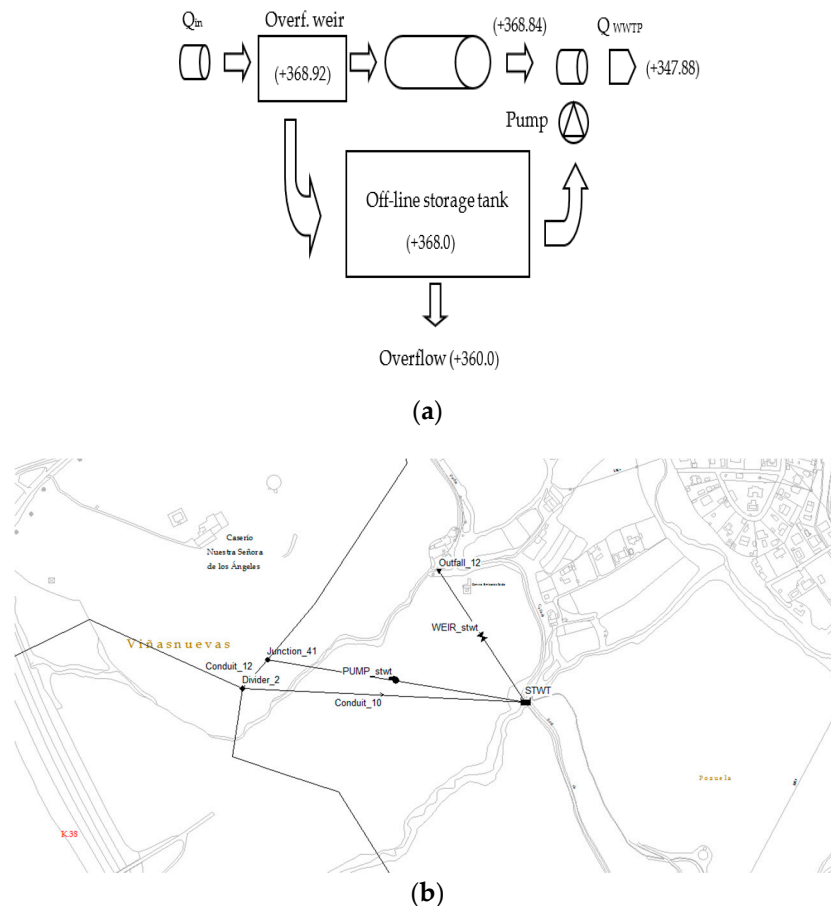 Qin
Overf. weir
(+368.84)
Q WWTP
(+368.92)
(+347.88)
Pump
Off-line storage tank
(+368.0)
Overflow (+360.0)
(a)
Caserio
Nuestra Señora
de los Ángeles
Outfall_12
Viñasnuevas
WEIR_stwt
Junction_41
Conduit_12
PUMP_stwt
Divider_2
STWT
Conduit_10
Pozuela
K.38
(b)